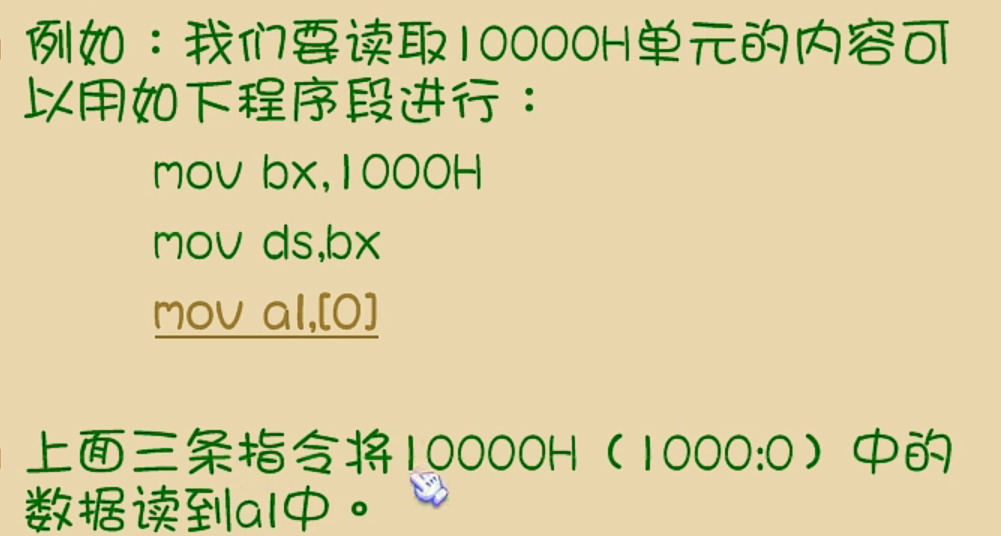 例如：我们要读取10000H单元的内容可
以用如下程序段进行：
mov bx,1000H
mov ds,bx
mov al,[0]
上面三条指令将10000H（1000:0）中的
数据读到al中。